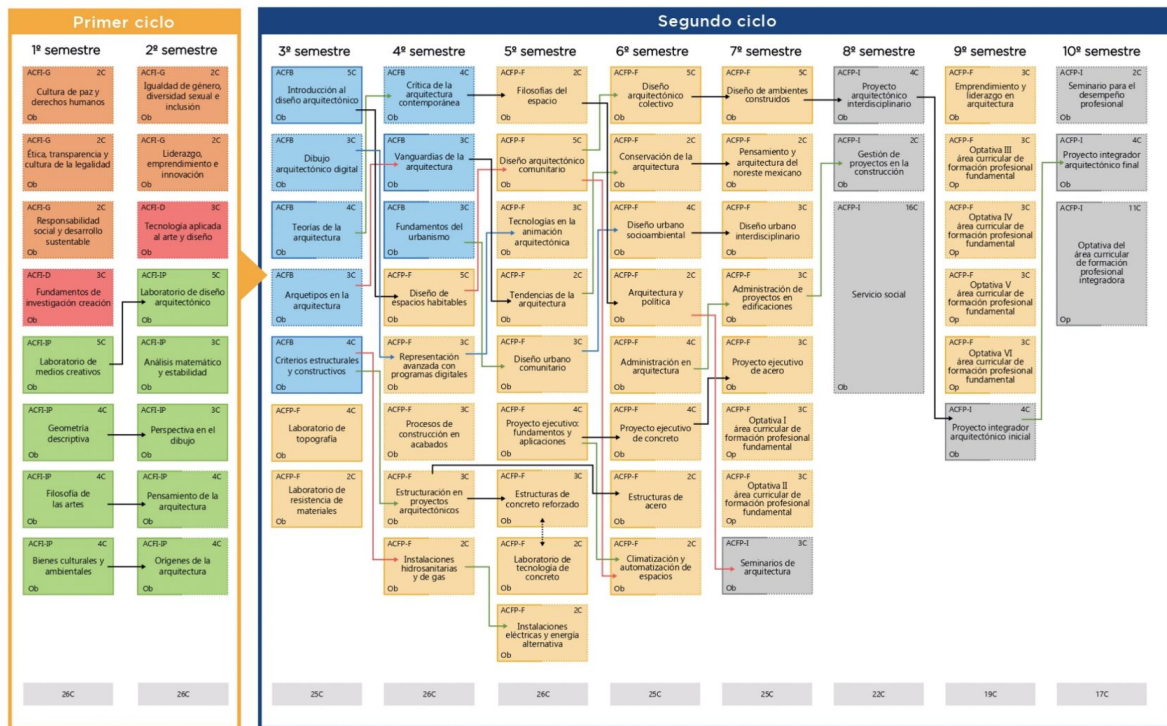 Primer ciclo
Segundo ciclo
1º semestre
ACFI-G 2C
Cultura de paz y
derechos humanos
Ob
ACFI-G 2C
Ética, transparencia y
cultura de la legalidad
Ob
ACFI-G 2C
Responsabilidad
social y desarrollo
sustentable
Ob
ACFI-D 3C
Fundamentos de
investigación creación
Ob
ACFI-IP 5C
Laboratorio de
medios creativos
Ob
ACFI-IP 4C
Geometría
descriptiva
Ob
ACFI-IP 4C
Filosofía de
las artes
Ob
ACFI-IP 4C
Bienes culturales y
ambientales
Ob
26C
2º semestre
ACFI-G 2C
Igualdad de género,
diversidad sexual e
inclusión
Ob
ACFI-G 2C
Liderazgo,
emprendimiento e
innovación
Ob
ACFI-D 3C
Tecnología aplicada
al arte y diseño
Ob
ACFI-IP 5C
Laboratorio de diseño
arquitectónico
Ob
ACFI-IP 3C
Análisis matemático
y estabilidad
Ob
ACFI-IP 3C
Perspectiva en el
dibujo
Ob
ACFI-IP 4C
Pensamiento de la
arquitectura
Ob
ACFI-IP 4C
Orígenes de la
arquitectura
Ob
26C
3º semestre
ACFB 5C
Introducción al
diseño arquitectónico
Ob
ACFB 3C
Dibujo
arquitectónico digital
Ob
ACFB 4C
Teorías de la
arquitectura
Ob
ACFB 3C
Arquetipos en la
arquitectura
Ob
ACFB 4C
Criterios estructurales
y constructivos
Ob
ACFP-F 4C
Laboratorio de
topografía
Ob
ACFP-F 2C
Laboratorio de
resistencia de
materiales
Ob
25C
4º semestre
ACFB 4C
Crítica de la
arquitectura
contemporánea
Ob
ACFB 3C
Vanguardias de la
arquitectura
Ob
ACFB 3C
Fundamentos del
urbanismo
Ob
ACFP-F 5C
Diseño de
espacios habitables
Ob
ACFP-F 3C
Representación
avanzada con
programas digitales
Ob
ACFP-F 3C
Procesos de
construcción en
acabados
Ob
ACFP-F 3C
Estructuración en
proyectos
arquitectónicos
Ob
ACFP-F 2C
Instalaciones
hidrosanitarias
y de gas
Ob
26C
5º semestre
ACFP-F 2C
Filosofías del
espacio
Ob
ACFP-F 5C
Diseño arquitectónico
comunitario
Ob
ACFP-F 3C
Tecnologías en la
animación
arquitectónica
Ob
ACFP-F 2C
Tendencias de la
arquitectura
Ob
ACFP-F 3C
Diseño urbano
comunitario
Ob
ACFP-F 4C
Proyecto ejecutivo:
fundamentos y
aplicaciones
Ob
ACFP-F 3C
Estructuras de
concreto reforzado
Ob
ACFP-F 2C
Laboratorio de
tecnología de
concreto
Ob
ACFP-F 2C
Instalaciones
eléctricas y energía
alternativa
Ob
26C
6º semestre
ACFP-F 5C
Diseño
arquitectónico
colectivo
Ob
ACFP-F 2C
Conservación de la
arquitectura
Ob
ACFP-F 4C
Diseño urbano
socioambiental
Ob
ACFP-F 2C
Arquitectura y
política
Ob
ACFP-F 4C
Administración en
arquitectura
Ob
ACFP-F 4C
Proyecto ejecutivo
de concreto
Ob
ACFP-F 2C
Estructuras de
acero
Ob
ACFP-F 2C
Climatización y
automatización de
espacios
Ob
25C
7º semestre
ACFP-F 5C
Diseño de ambientes
construidos
Ob
ACFP-F 2C
Pensamiento y
arquitectura del
noreste mexicano
Ob
ACFP-F 3C
Diseño urbano
interdisciplinario
Ob
ACFP-F 3C
Administración de
proyectos en
edificaciones
Ob
ACFP-F 3C
Proyecto ejecutivo
de acero
Ob
ACFP-F 3C
Optativa I
área curricular de
formación profesional
fundamental
Op
ACFP-F 3C
Optativa II
área curricular de
formación profesional
fundamental
Op
ACFP-I 3C
Seminarios de
arquitectura
Ob
25C
8º semestre
ACFP-I 4C
Proyecto
arquitectónico
interdisciplinario
Ob
ACFP-I 2C
Gestión de
proyectos en la
construcción
Ob
ACFP-I 16C
Servicio social
Ob
22C
9º semestre
ACFP-F 3C
Emprendimiento y
liderazgo en
arquitectura
Ob
ACFP-F 3C
Optativa III
área curricular de
formación profesional
fundamental
Op
ACFP-F 3C
Optativa IV
área curricular de
formación profesional
fundamental
Op
ACFP-F 3C
Optativa V
área curricular de
formación profesional
fundamental
Op
ACFP-F 3C
Optativa VI
área curricular de
formación profesional
fundamental
Op
ACFP-I 4C
Proyecto integrador
arquitectónico inicial
Ob
19C
10º semestre
ACFP-I 2C
Seminario para el
desempeño
profesional
Ob
ACFP-I 4C
Proyecto integrador
arquitectónico final
Ob
ACFP-I 11C
Optativa del
área curricular
de formación
profesional
integradora
Op
17C